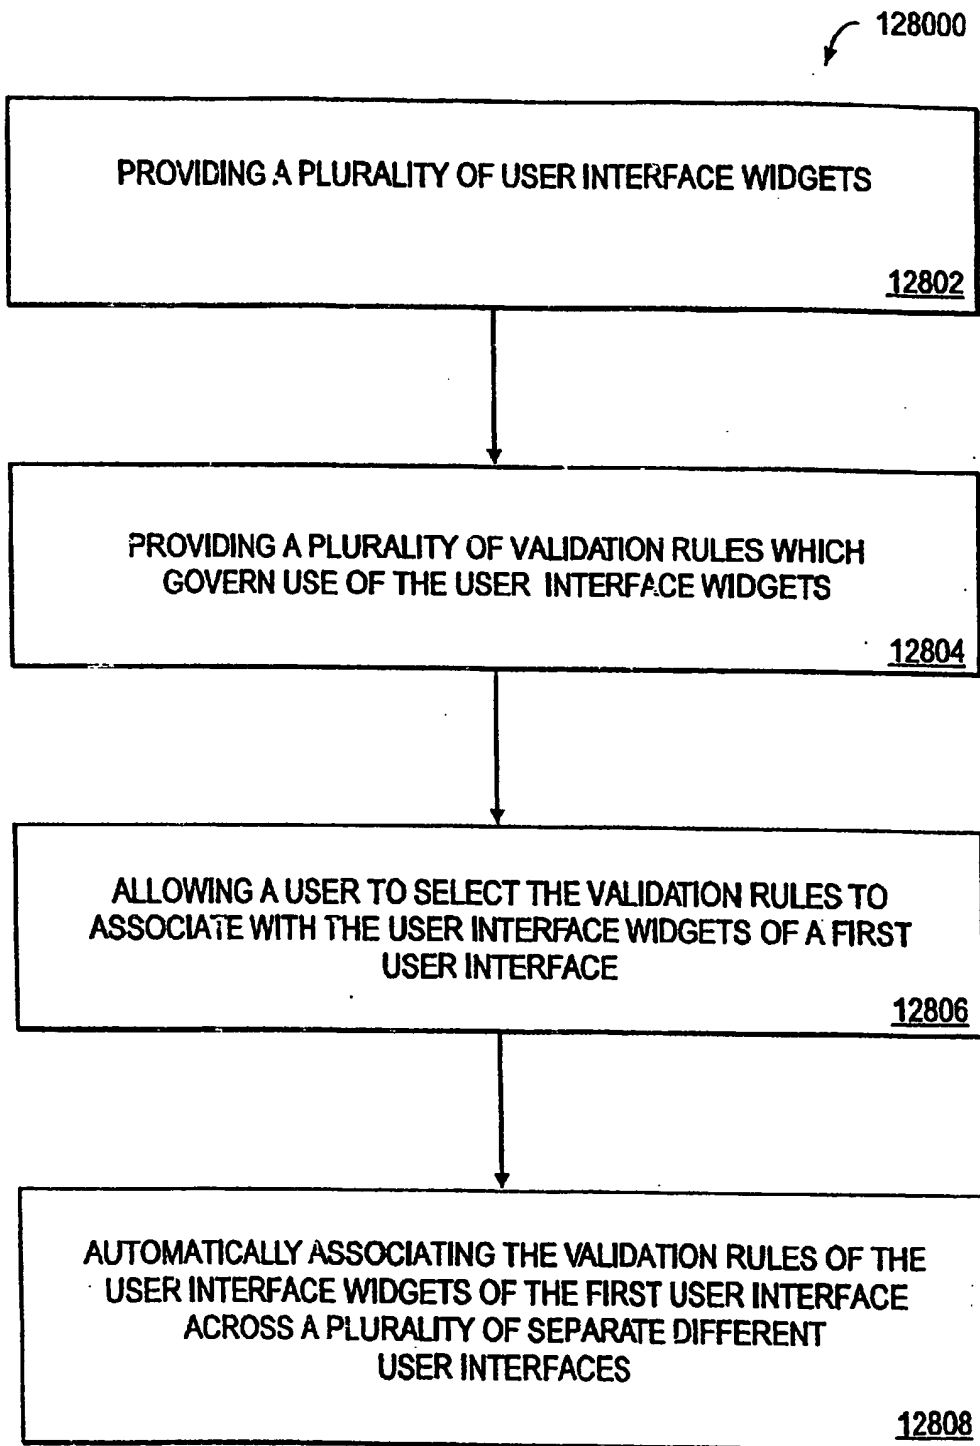 128000
PROVIDING A PLURALITY OF USER INTERFACE WIDGETS
12802
PROVIDING A PLURALITY OF VALIDATION RULES WHICH
GOVERN USE OF THE USER INTERFACE WIDGETS
12804
ALLOWING A USER TO SELECT THE VALIDATION RULES TO
ASSOCIATE WITH THE USER INTERFACE WIDGETS OF A FIRST
USER INTERFACE
12806
AUTOMATICALLY ASSOCIATING THE VALIDATION RULES OF THE
USER INTERFACE WIDGETS OF THE FIRST USER INTERFACE
ACROSS A PLURALITY OF SEPARATE DIFFERENT
USER INTERFACES
12808